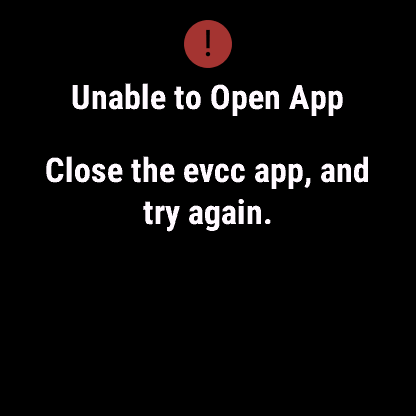 !
Unable to Open App
Close the evcc app, and
try again.